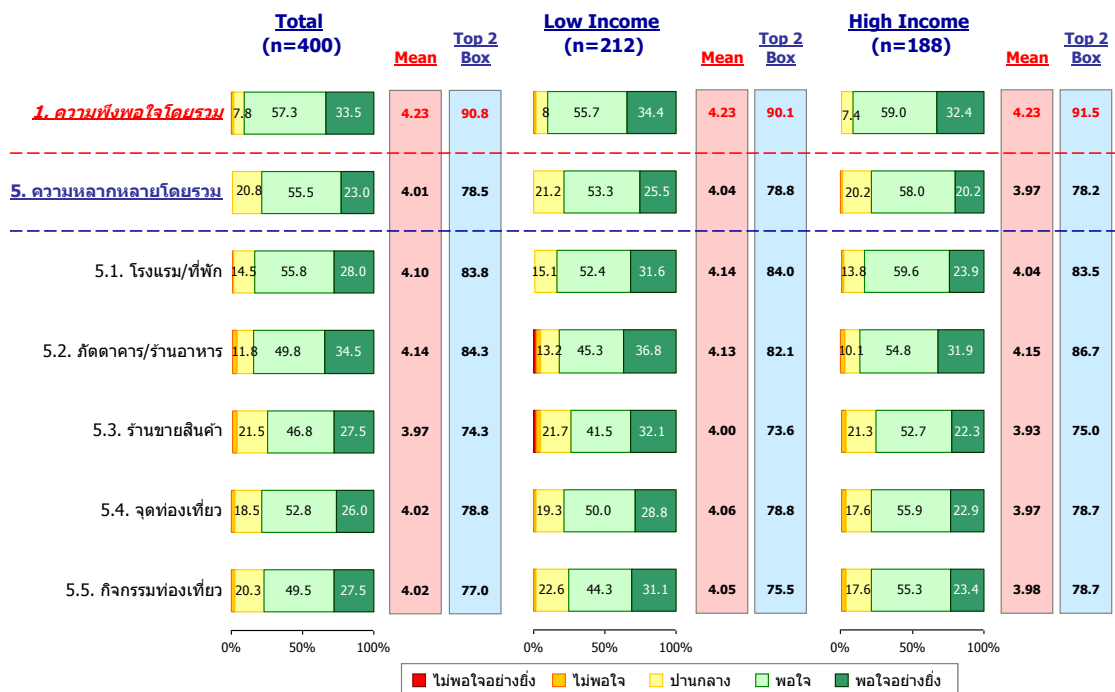 Total
(n=400)
Mean
Top 2
Box
Low Income
(n=212)
Mean
Top 2
Box
High Income
(n=188)
Mean
Top 2
Box
1. ความพึงพอใจโดยรวม 7.8 57.3 33.5 4.23 90.8 8 55.7 34.4 4.23 90.1 7.4 59.0 32.4 4.23 91.5
5. ความหลากหลายโดยรวม 20.8 55.5 23.0 4.01 78.5 21.2 53.3 25.5 4.04 78.8 20.2 58.0 20.2 3.97 78.2
5.1. โรงแรม/ที่พัก 14.5 55.8 28.0 4.10 83.8 15.1 52.4 31.6 4.14 84.0 13.8 59.6 23.9 4.04 83.5
5.2. ภัตตาคาร/ร้านอาหาร 11.8 49.8 34.5 4.14 84.3 13.2 45.3 36.8 4.13 82.1 10.1 54.8 31.9 4.15 86.7
5.3. ร้านขายสินค้า 21.5 46.8 27.5 3.97 74.3 21.7 41.5 32.1 4.00 73.6 21.3 52.7 22.3 3.93 75.0
5.4. จุดท่องเที่ยว 18.5 52.8 26.0 4.02 78.8 19.3 50.0 28.8 4.06 78.8 17.6 55.9 22.9 3.97 78.7
5.5. กิจกรรมท่องเที่ยว 20.3 49.5 27.5 4.02 77.0 22.6 44.3 31.1 4.05 75.5 17.6 55.3 23.4 3.98 78.7
0% 50% 100% 0% 50% 100% 0% 50% 100%
ไม่พอใจอย่างยิ่ง ไม่พอใจ ปานกลาง พอใจ พอใจอย่างยิ่ง